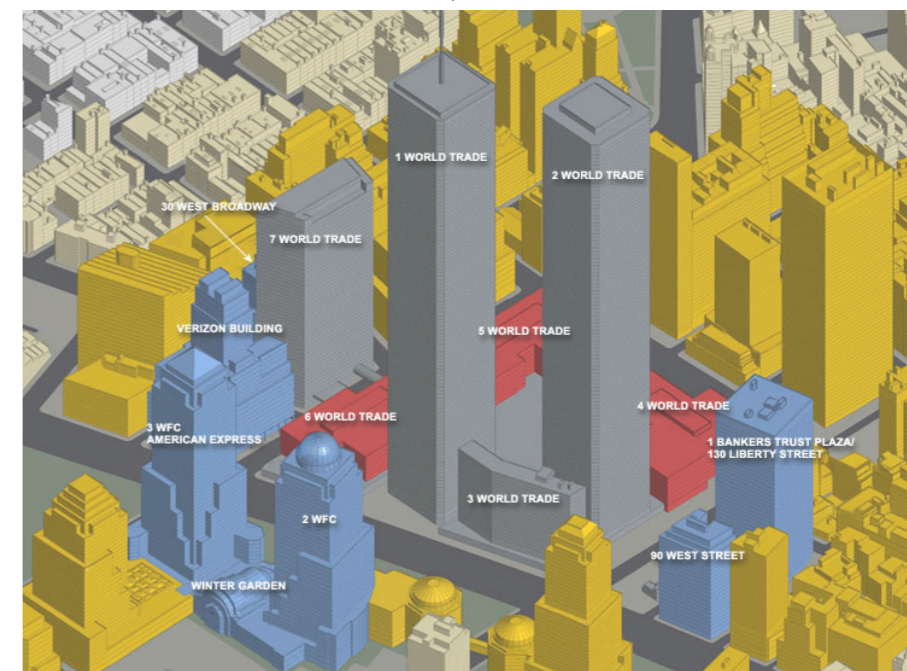 1 WORLD TRADE
2 WORLD TRADE
30 WEST BROADWAY
7 WORLD TRADE
VERIZON BUILDING
5 WORLD TRADE
6 WORLD TRADE
4 WORLD TRADE
3 WFC
AMERICAN EXPRESS
1 BANKERS TRUST PLAZA/
130 LIBERTY STREET
3 WORLD TRADE
2 WFC
90 WEST STREET
WINTER GARDEN